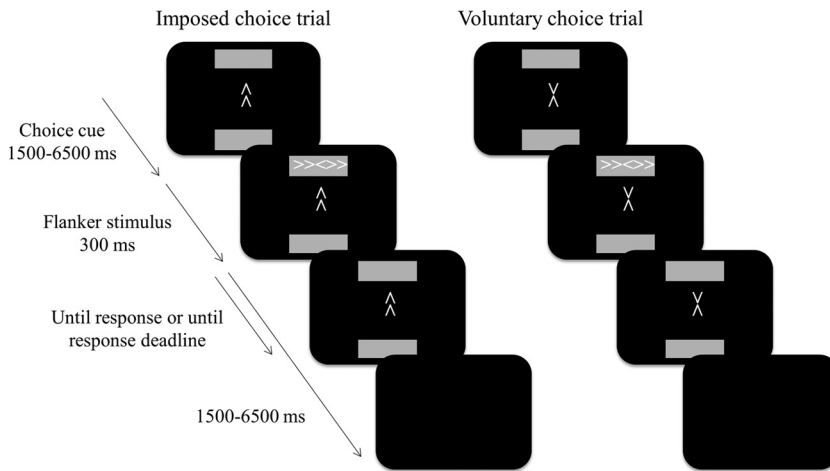 Imposed choice trial
Voluntary choice trial
Choice cue
1500-6500 ms
>><>>
>><>>
Flanker stimulus
300 ms
Until response or until
response deadline
1500-6500 ms